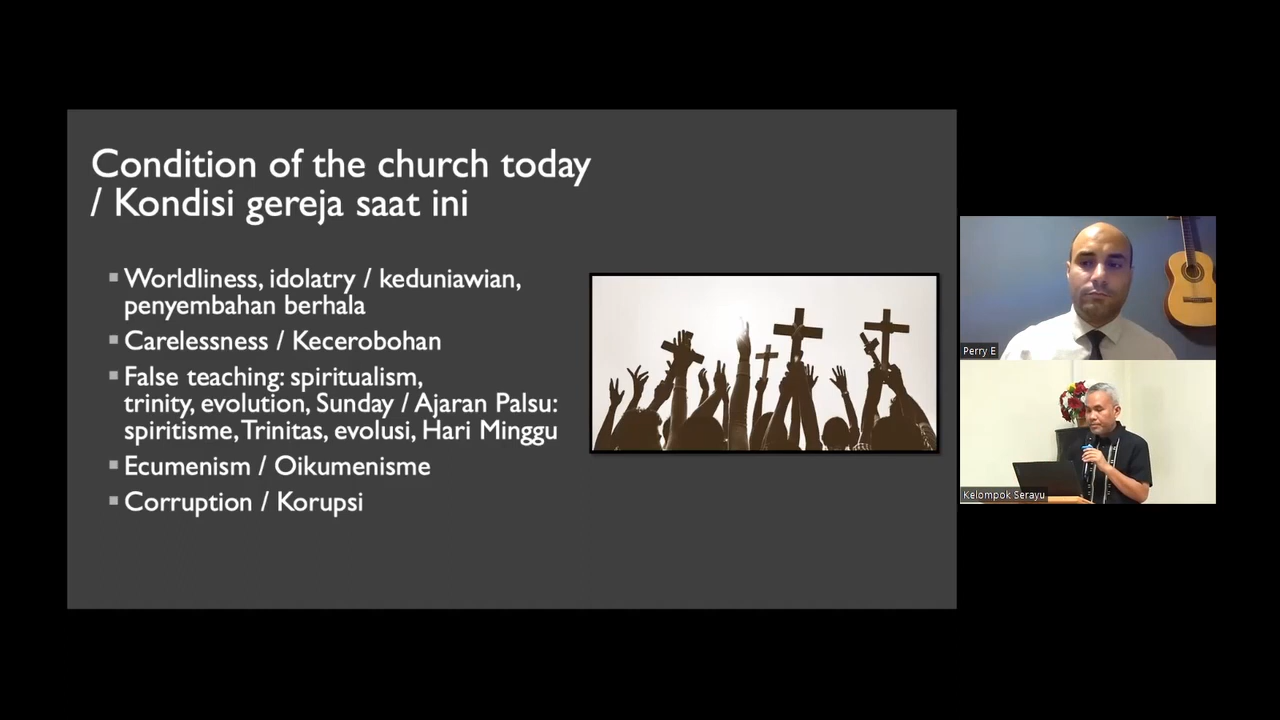 Condition of the church today
/ Kondisi gereja saat ini
Worldliness, idolatry / keduniawian,
penyembahan berhala
Carelessness / Kecerobohan
False teaching: spiritualism,
trinity, evolution, Sunday / Ajaran Palsu:
spiritisme, Trinitas, evolusi, Hari Minggu
Ecumenism / Oikumenisme
Corruption / Korupsi
Perry E
Kelompok Serayu